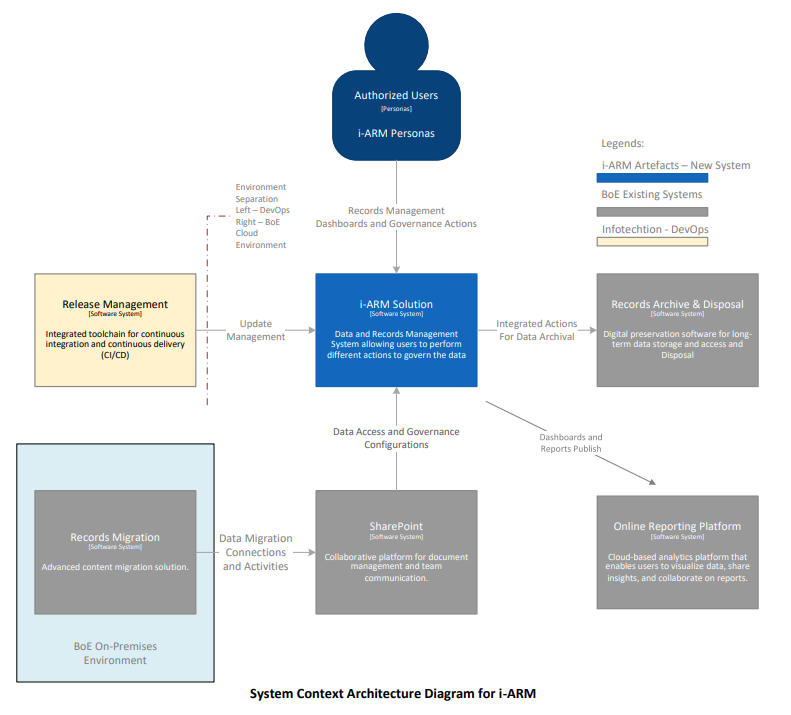 Authorized Users
[Personas]
i-ARM Personas
Legends:
i-ARM Artefacts – New System
BoE Existing Systems
Infotechtion - DevOps
Environment
Separation
Left – DevOps
Right – BoE
Cloud
Environment
Records Management
Dashboards and Governance Actions
Release Management
[Software System]
Integrated toolchain for continuous
integration and continuous delivery
(CI/CD)
Update
Management
i-ARM Solution
[Software System]
Data and Records Management
System allowing users to perform
different actions to govern the data
Integrated Actions
For Data Archival
Records Archive & Disposal
[Software System]
Digital preservation software for long-
term data storage and access and
Disposal
Data Access and Governance
Configurations
Dashboards and
Reports Publish
Records Migration
[Software System]
Advanced content migration solution.
Data Migration
Connections
and Activities
SharePoint
[Software System]
Collaborative platform for document
management and team
communication.
Online Reporting Platform
[Software System]
Cloud-based analytics platform that
enables users to visualize data, share
insights, and collaborate on reports.
BoE On-Premises
Environment
System Context Architecture Diagram for i-ARM